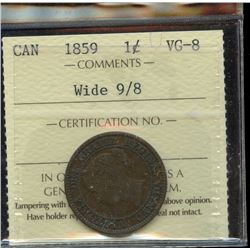 CAN 1859 1¢ VG-8
— COMMENTS —
Wide 9/8
— CERTIFICATION NO. —
IN O S A
GEN M.
Tampering with above opinion.
Have holder re eal not intact.